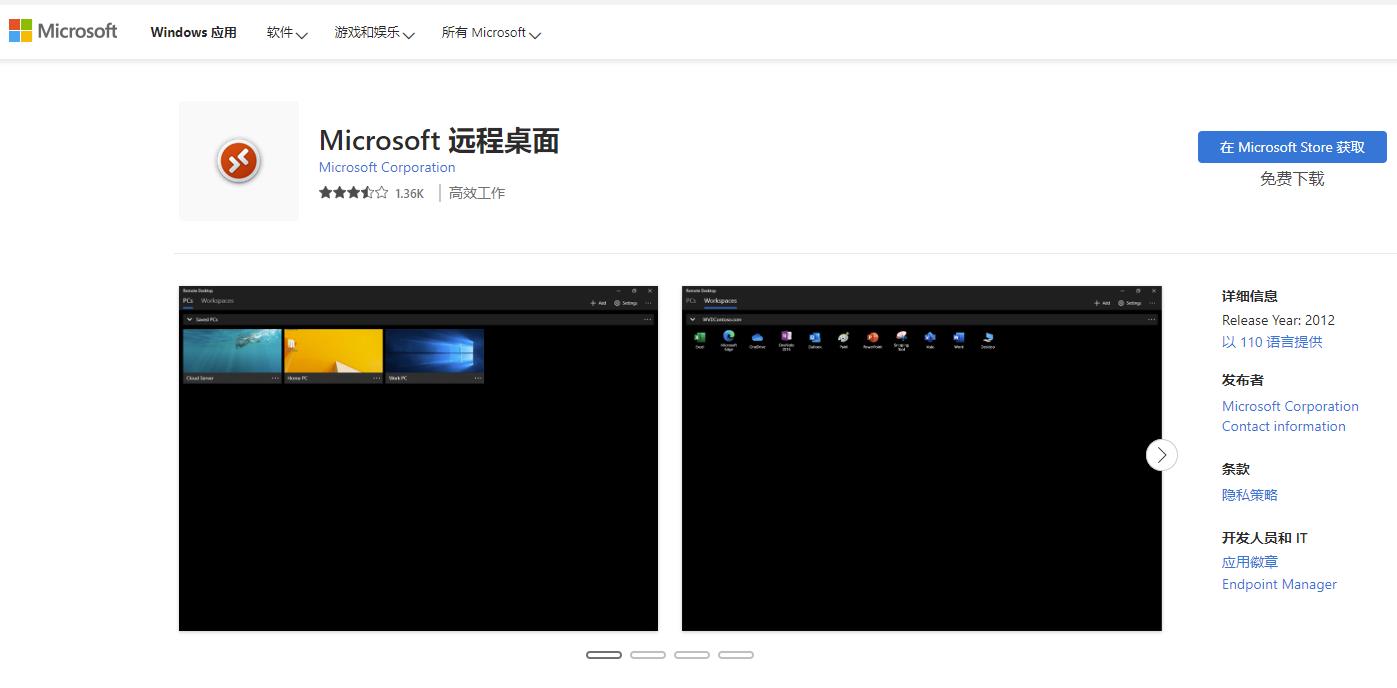 Microsoft
Windows 应用
软件
游戏和娱乐
所有 Microsoft
Microsoft 远程桌面
Microsoft Corporation
1.36K
高效工作
在 Microsoft Store 获取
免费下载
Remote Desktop
PCs Workspaces
Add Settings
Saved PCs
Cloud Server
Home PC
Work PC
Remote Desktop
PCs Workspaces
Add Settings
Excel
Microsoft Edge
OneDrive
OneNote 2016
Outlook
Paint
PowerPoint
Snipping Tool
Word
Desktop
详细信息
Release Year: 2012
以 110 语言提供
发布者
Microsoft Corporation
Contact information
条款
隐私策略
开发人员和 IT
应用徽章
Endpoint Manager